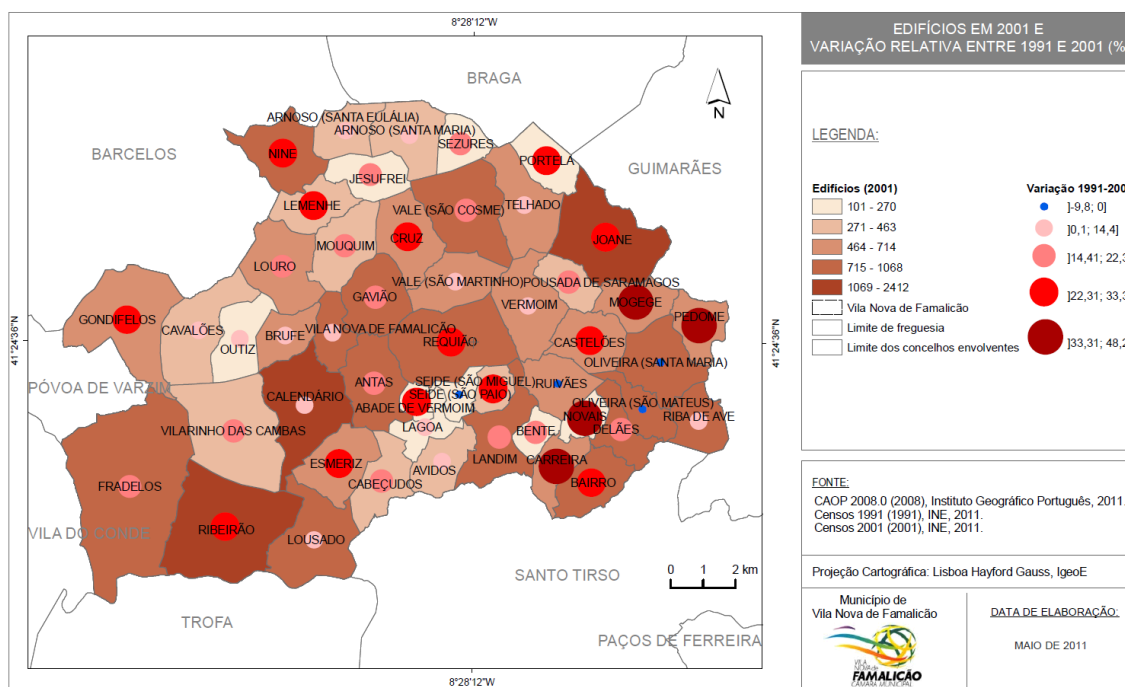 8°28'12"W
EDIFÍCIOS EM 2001 E
VARIAÇÃO RELATIVA ENTRE 1991 E 2001 (%
BRAGA
N
ARNOSO (SANTA EULÁLIA)
ARNOSO (SANTA MARIA)
SEZURES
BARCELOS
NINE
PORTELA
GUIMARÃES
JESUFREI
LEMENHE
VALE (SÃO COSME)
TELHADO
CRUZ
JOANE
MOUQUIM
LOURO
VALE (SÃO MARTINHO)
POUSADA DE SARAMAGOS
GAVIÃO
MOGEGE
VERMOIM
GONDIFELOS
PEDOME
CAVALÕES
VILA NOVA DE FAMALICÃO
BRUFE
OUTIZ
REQUIÃO
CASTELÕES
OLIVEIRA (SANTA MARIA)
41°24'36"N
41°24'36"N
PÓVOA DE VARZIM
ANTAS
SEIDE (SÃO MIGUEL)
RUIVÃES
SEIDE (SÃO PAIO)
CALENDÁRIO
ABADE DE VERMOIM
OLIVEIRA (SÃO MATEUS)
NOVAIS
RIBA DE AVE
LAGOA
VILARINHO DAS CAMBAS
BENTE
DELÃES
LANDIM
CARREIRA
ESMERIZ
AVIDOS
CABEÇUDOS
BAIRRO
FRADELOS
RIBEIRÃO
VILA DO CONDE
LOUSADO
SANTO TIRSO
0 1 2 km
TROFA
PAÇOS DE FERREIRA
8°28'12"W
LEGENDA:
Edifícios (2001)
101 - 270
271 - 463
464 - 714
715 - 1068
1069 - 2412
Vila Nova de Famalicão
Limite de freguesia
Limite dos concelhos envolventes
Variação 1991-200
]-9,8; 0]
]0,1; 14,4]
]14,41; 22,3
]22,31; 33,3
]33,31; 48,2
FONTE:
CAOP 2008.0 (2008), Instituto Geográfico Português, 2011.
Censos 1991 (1991), INE, 2011.
Censos 2001 (2001), INE, 2011.
Projeção Cartográfica: Lisboa Hayford Gauss, IgeoE
Município de
Vila Nova de Famalicão
VILA
NOVA de
FAMALICÃO
CÂMARA MUNICIPAL
DATA DE ELABORAÇÃO:
MAIO DE 2011